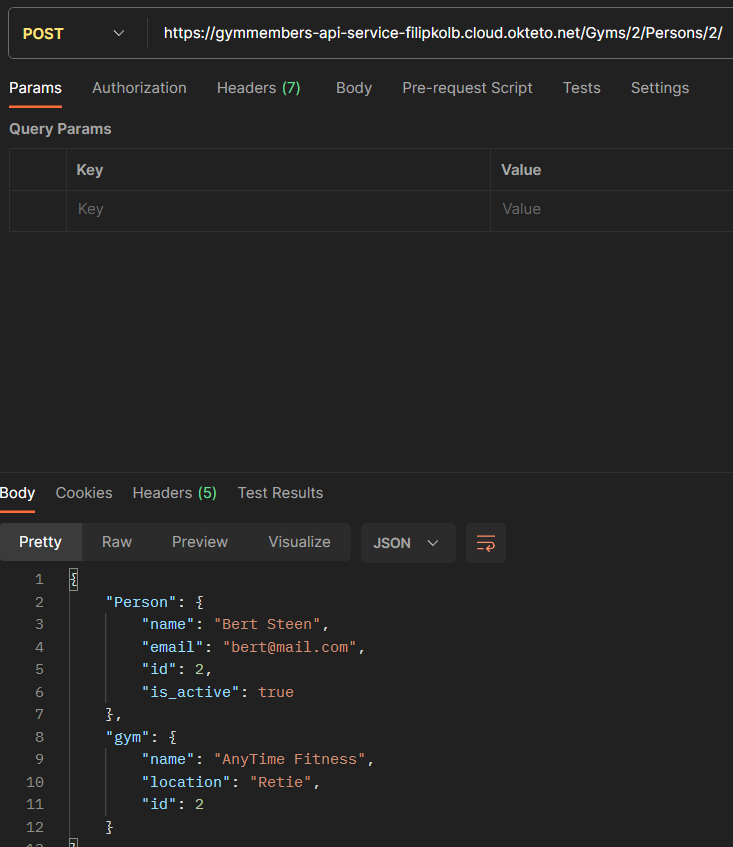 POST https://gymmembers-api-service-filipkolb.cloud.okteto.net/Gyms/2/Persons/2/
Params Authorization Headers (7) Body Pre-request Script Tests Settings
Query Params
Key Value
Key Value
Body Cookies Headers (5) Test Results
Pretty Raw Preview Visualize JSON
1 {
2 "Person": {
3 "name": "Bert Steen",
4 "email": "bert@mail.com",
5 "id": 2,
6 "is_active": true
7 },
8 "gym": {
9 "name": "AnyTime Fitness",
10 "location": "Retie",
11 "id": 2
12 }
13 }